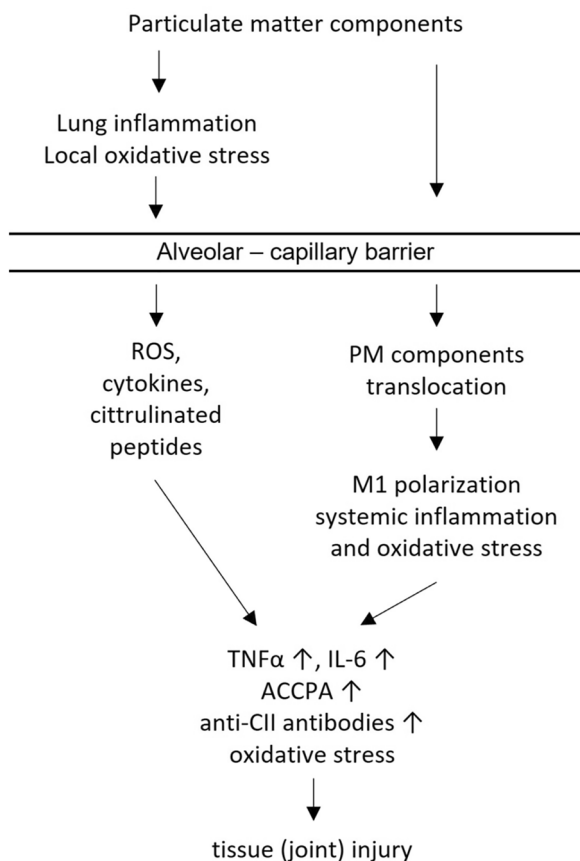 Particulate matter components
Lung inflammation
Local oxidative stress
Alveolar – capillary barrier
ROS,
cytokines,
cittrulinated
peptides
PM components
translocation
M1 polarization
systemic inflammation
and oxidative stress
TNFα ↑, IL-6 ↑
ACCPA ↑
anti-CII antibodies ↑
oxidative stress
tissue (joint) injury